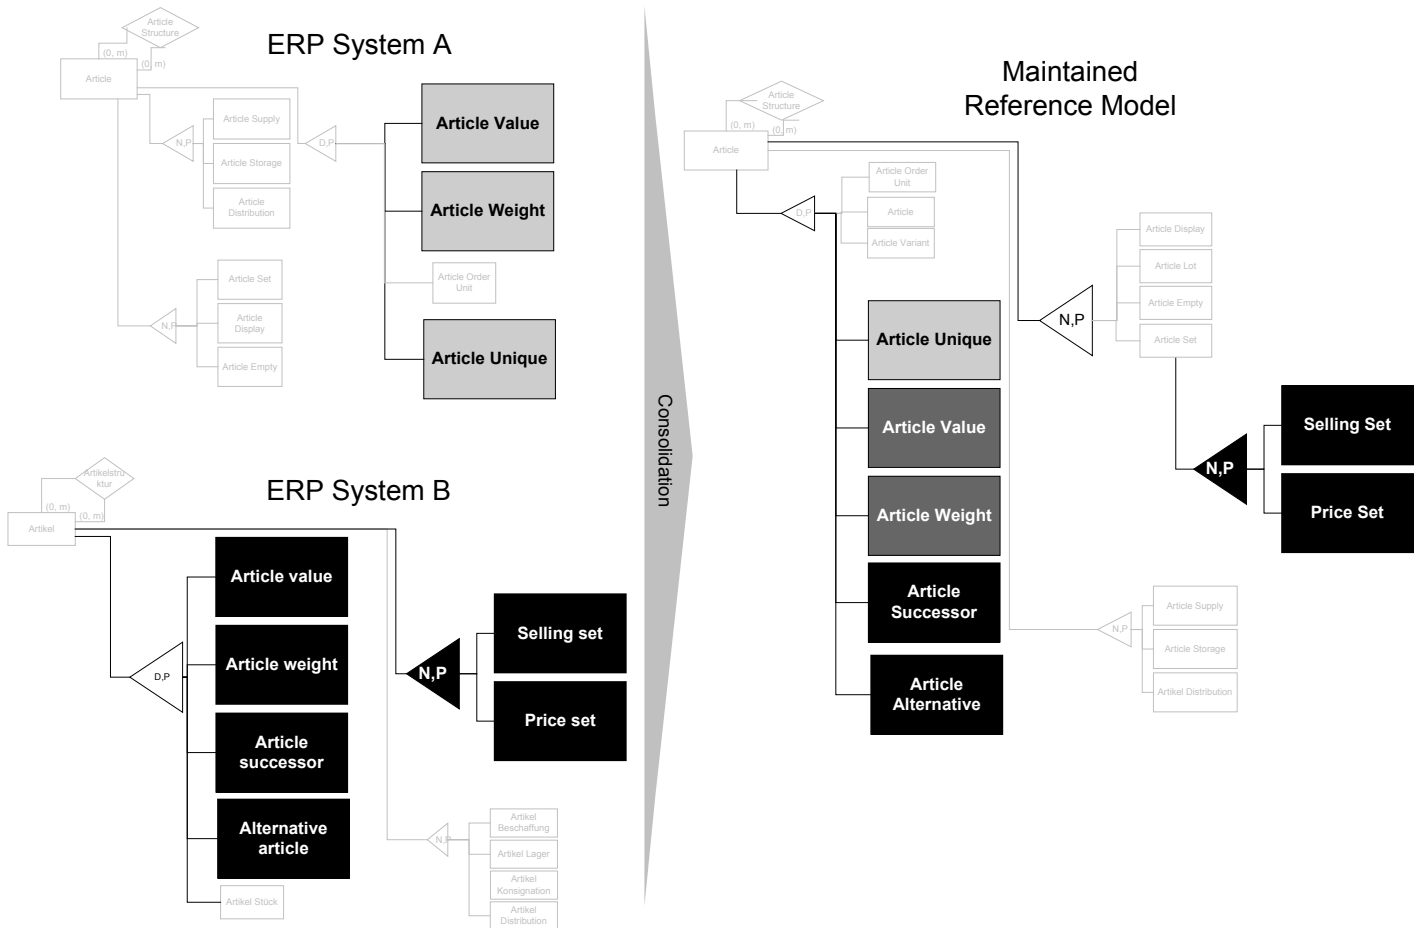 ERP System A
Article
Structure
(0, m)
(0, m)
Article
N,P
Article Supply
Article Storage
Article
Distribution
D,P
Article Value
Article Weight
Article Order
Unit
Article Unique
N,P
Article Set
Article
Display
Article Empty
ERP System B
Artikelstru
ktur
(0, m)
(0, m)
Artikel
D,P
Article value
Article weight
Article
successor
Alternative
article
Artikel Stück
N,P
Selling set
Price set
N,P
Artikel
Beschaffung
Artikel Lager
Artikel
Konsignation
Artikel
Distribution
Consolidation
Maintained
Reference Model
Article
Structure
(0, m)
(0, m)
Article
D,P
Article Order
Unit
Article
Article Variant
Article Unique
Article Value
Article Weight
Article
Successor
Article
Alternative
N,P
Article Display
Article Lot
Article Empty
Article Set
N,P
Selling Set
Price Set
N,P
Article Supply
Article Storage
Artikel Distribution